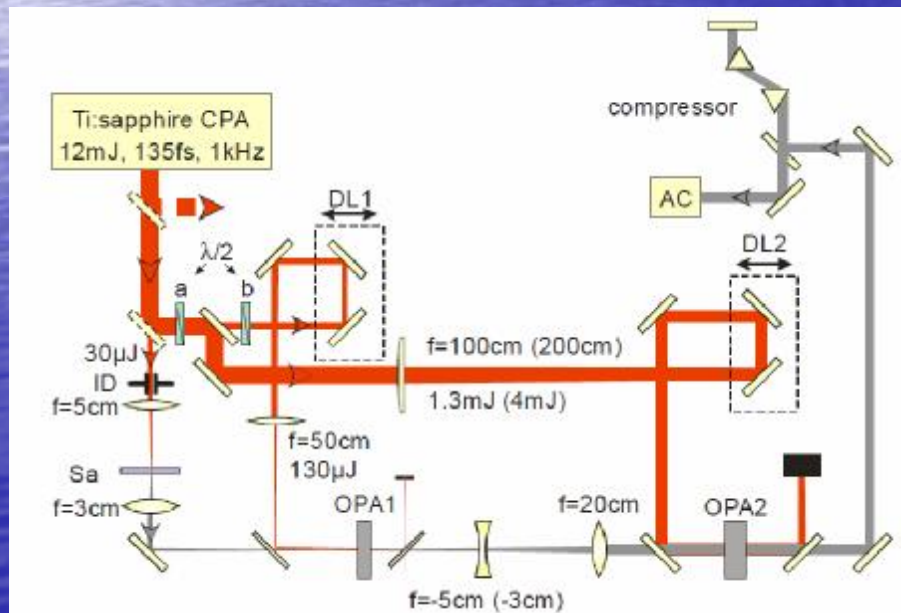 compressor
Ti:sapphire CPA
12mJ, 135fs, 1kHz
DL1
AC
λ/2
DL2
a
b
30µJ
f=100cm (200cm)
ID
1.3mJ (4mJ)
f=5cm
f=50cm
130µJ
Sa
OPA1
f=20cm
OPA2
f=3cm
f=-5cm (-3cm)